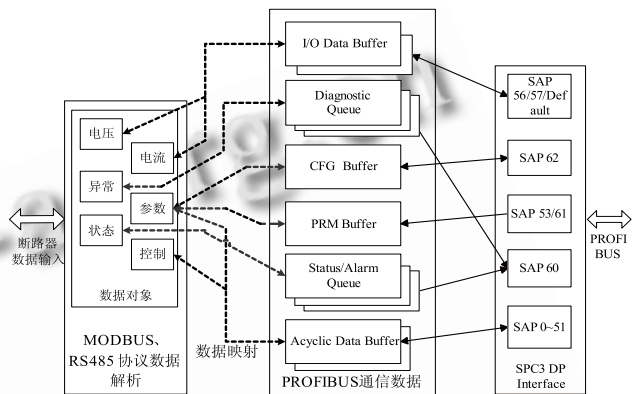 I/O Data Buffer
Diagnostic
Queue
CFG Buffer
PRM Buffer
Status/Alarm
Queue
Acyclic Data Buffer
PROFIBUS通信数据
电压
电流
异常
参数
状态
控制
数据对象
MODBUS、
RS485 协议数据
解析
断路器
数据输入
数据映射
SAP
56/57/Def
ault
SAP 62
SAP 53/61
SAP 60
SAP 0~51
SPC3 DP
Interface
PROFI
BUS